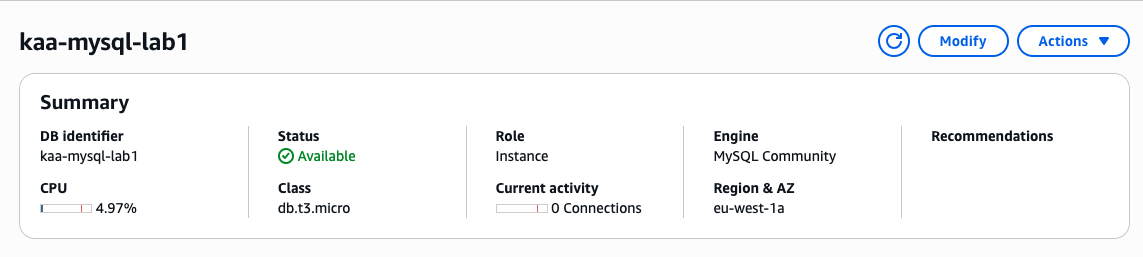 kaa-mysql-lab1
Modify
Actions
Summary
DB identifier
kaa-mysql-lab1
Status
Available
Role
Instance
Engine
MySQL Community
Recommendations
CPU
4.97%
Class
db.t3.micro
Current activity
0 Connections
Region & AZ
eu-west-1a